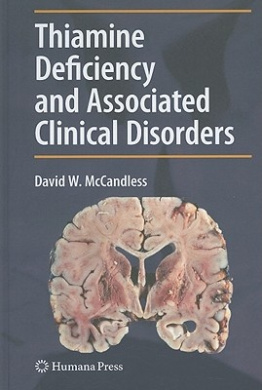 Thiamine
Deficiency
and Associated
Clinical Disorders
David W. McCandless
Humana Press